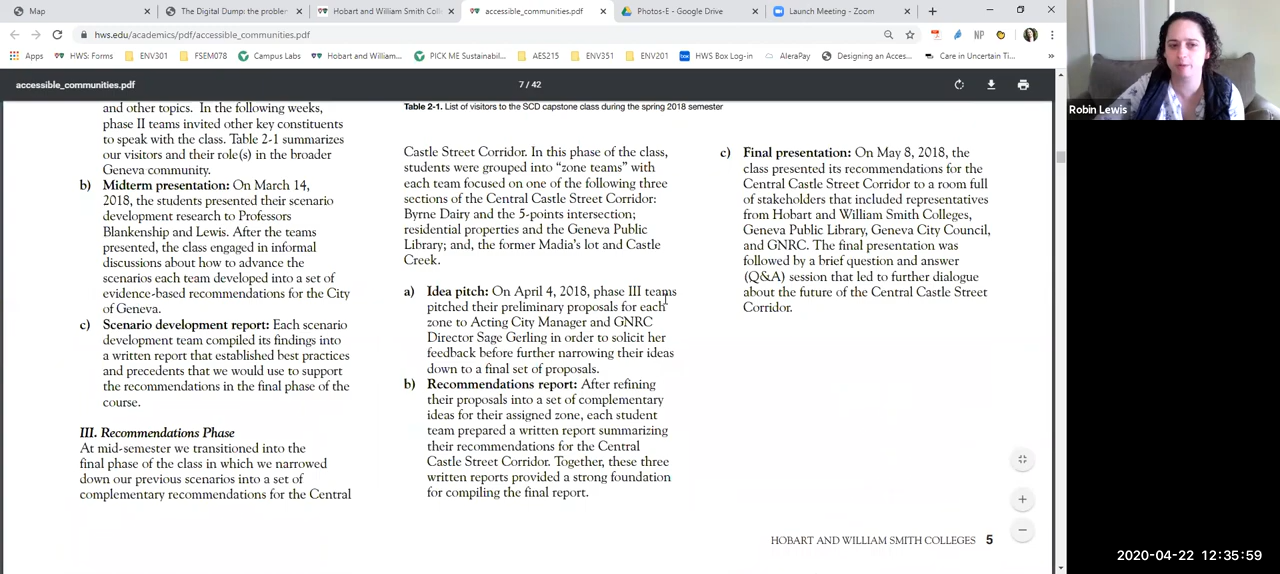 Map
The Digital Dump: the proble
Hobart and William Smith Coll
accessible_communities.pdf
Photos-E - Google Drive
Launch Meeting - Zoom
hws.edu/academics/pdf/accessible_communities.pdf
Apps
HWS: Forms
ENV301
FSEM078
Campus Labs
Hobart and William...
PICK ME Sustainabil...
AES215
ENV351
ENV201
HWS Box Log-in
AleraPay
Designing an Acces...
Care in Uncertain Ti...
accessible_communities.pdf
7 / 42
Robin Lewis
and other topics. In the following weeks,
phase II teams invited other key constituents
to speak with the class. Table 2-1 summarizes
our visitors and their role(s) in the broader
Geneva community.
b) Midterm presentation: On March 14,
2018, the students presented their scenario
development research to Professors
Blankenship and Lewis. After the teams
presented, the class engaged in informal
discussions about how to advance the
scenarios each team developed into a set of
evidence-based recommendations for the City
of Geneva.
c) Scenario development report: Each scenario
development team compiled its findings into
a written report that established best practices
and precedents that we would use to support
the recommendations in the final phase of the
course.
III. Recommendations Phase
At mid-semester we transitioned into the
final phase of the class in which we narrowed
down our previous scenarios into a set of
complementary recommendations for the Central
Table 2-1. List of visitors to the SCD capstone class during the spring 2018 semester
Castle Street Corridor. In this phase of the class,
students were grouped into “zone teams” with
each team focused on one of the following three
sections of the Central Castle Street Corridor:
Byrne Dairy and the 5-points intersection;
residential properties and the Geneva Public
Library; and, the former Madia's lot and Castle
Creek.
a) Idea pitch: On April 4, 2018, phase III teams
pitched their preliminary proposals for each
zone to Acting City Manager and GNRC
Director Sage Gerling in order to solicit her
feedback before further narrowing their ideas
down to a final set of proposals.
b) Recommendations report: After refining
their proposals into a set of complementary
ideas for their assigned zone, each student
team prepared a written report summarizing
their recommendations for the Central
Castle Street Corridor. Together, these three
written reports provided a strong foundation
for compiling the final report.
c) Final presentation: On May 8, 2018, the
class presented its recommendations for the
Central Castle Street Corridor to a room full
of stakeholders that included representatives
from Hobart and William Smith Colleges,
Geneva Public Library, Geneva City Council,
and GNRC. The final presentation was
followed by a brief question and answer
(Q&A) session that led to further dialogue
about the future of the Central Castle Street
Corridor.
HOBART AND WILLIAM SMITH COLLEGES 5
2020-04-22 12:35:59